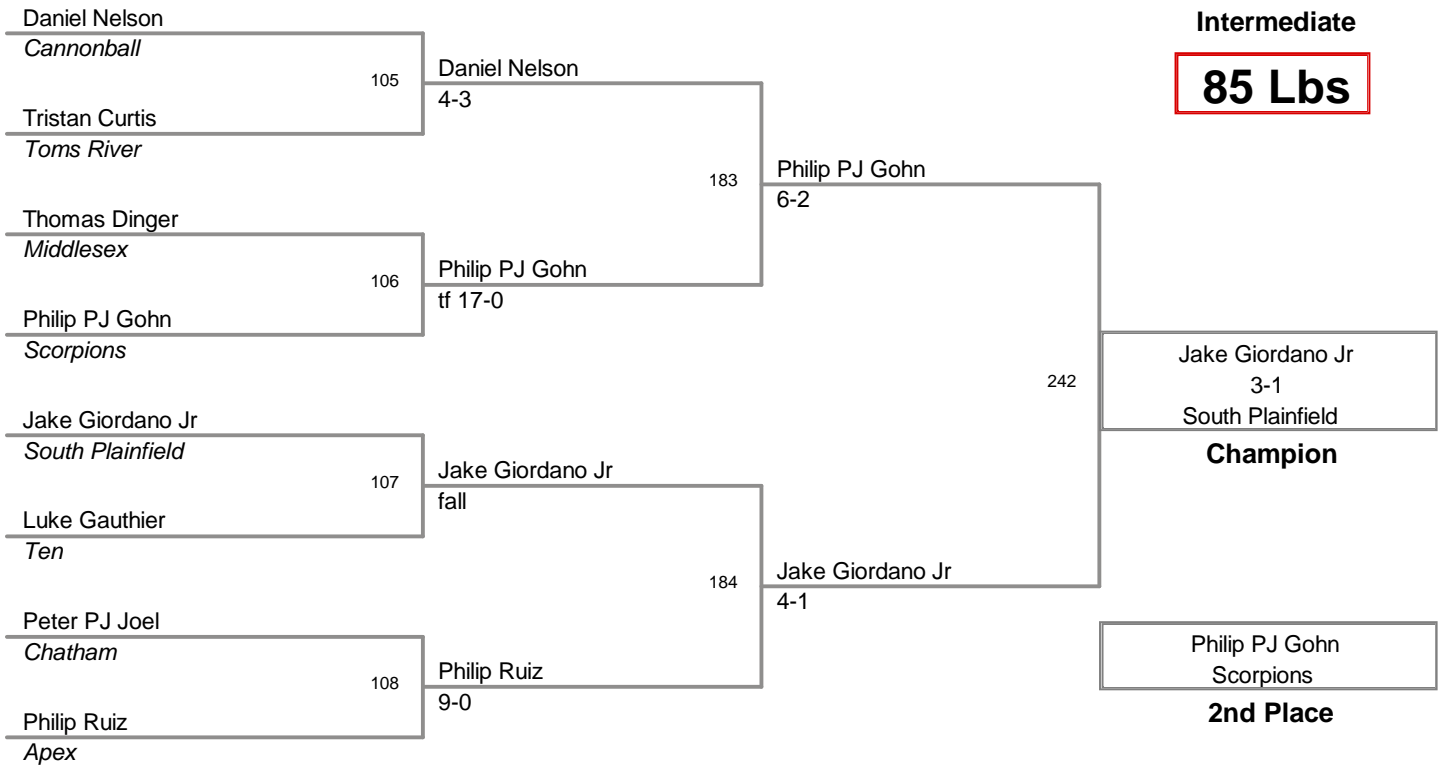 Daniel Nelson
Cannonball
105
Tristan Curtis
Toms River
Daniel Nelson
4-3
Thomas Dinger
Middlesex
106
Philip PJ Gohn
Scorpions
Philip PJ Gohn
tf 17-0
183
Philip PJ Gohn
6-2
Jake Giordano Jr
South Plainfield
107
Luke Gauthier
Ten
Jake Giordano Jr
fall
Peter PJ Joel
Chatham
108
Philip Ruiz
Apex
Philip Ruiz
9-0
184
Jake Giordano Jr
4-1
242
Intermediate
85 Lbs
Jake Giordano Jr
3-1
South Plainfield
Champion
Philip PJ Gohn
Scorpions
2nd Place